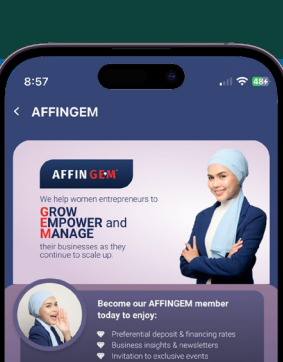 8:57
48
AFFINGEM
AFFINGEM
We help women entrepreneurs to
GROW
EMPOWER and
MANAGE
their businesses as they
continue to scale up.
Become our AFFINGEM member
today to enjoy:
Preferential deposit & financing rates
Business insights & newsletters
Invitation to exclusive events